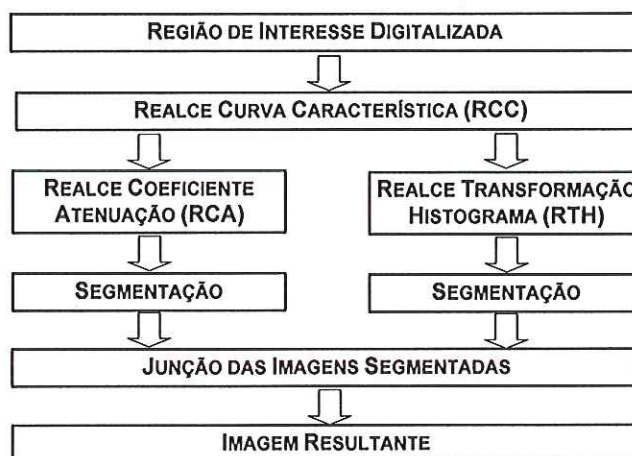 REGIÃO DE INTERESSE DIGITALIZADA
REALCE CURVA CARACTERÍSTICA (RCC)
REALCE COEFICIENTE
ATENUAÇÃO (RCA)
REALCE TRANSFORMAÇÃO
HISTOGRAMA (RTH)
SEGMENTAÇÃO
SEGMENTAÇÃO
JUNÇÃO DAS IMAGENS SEGMENTADAS
IMAGEM RESULTANTE